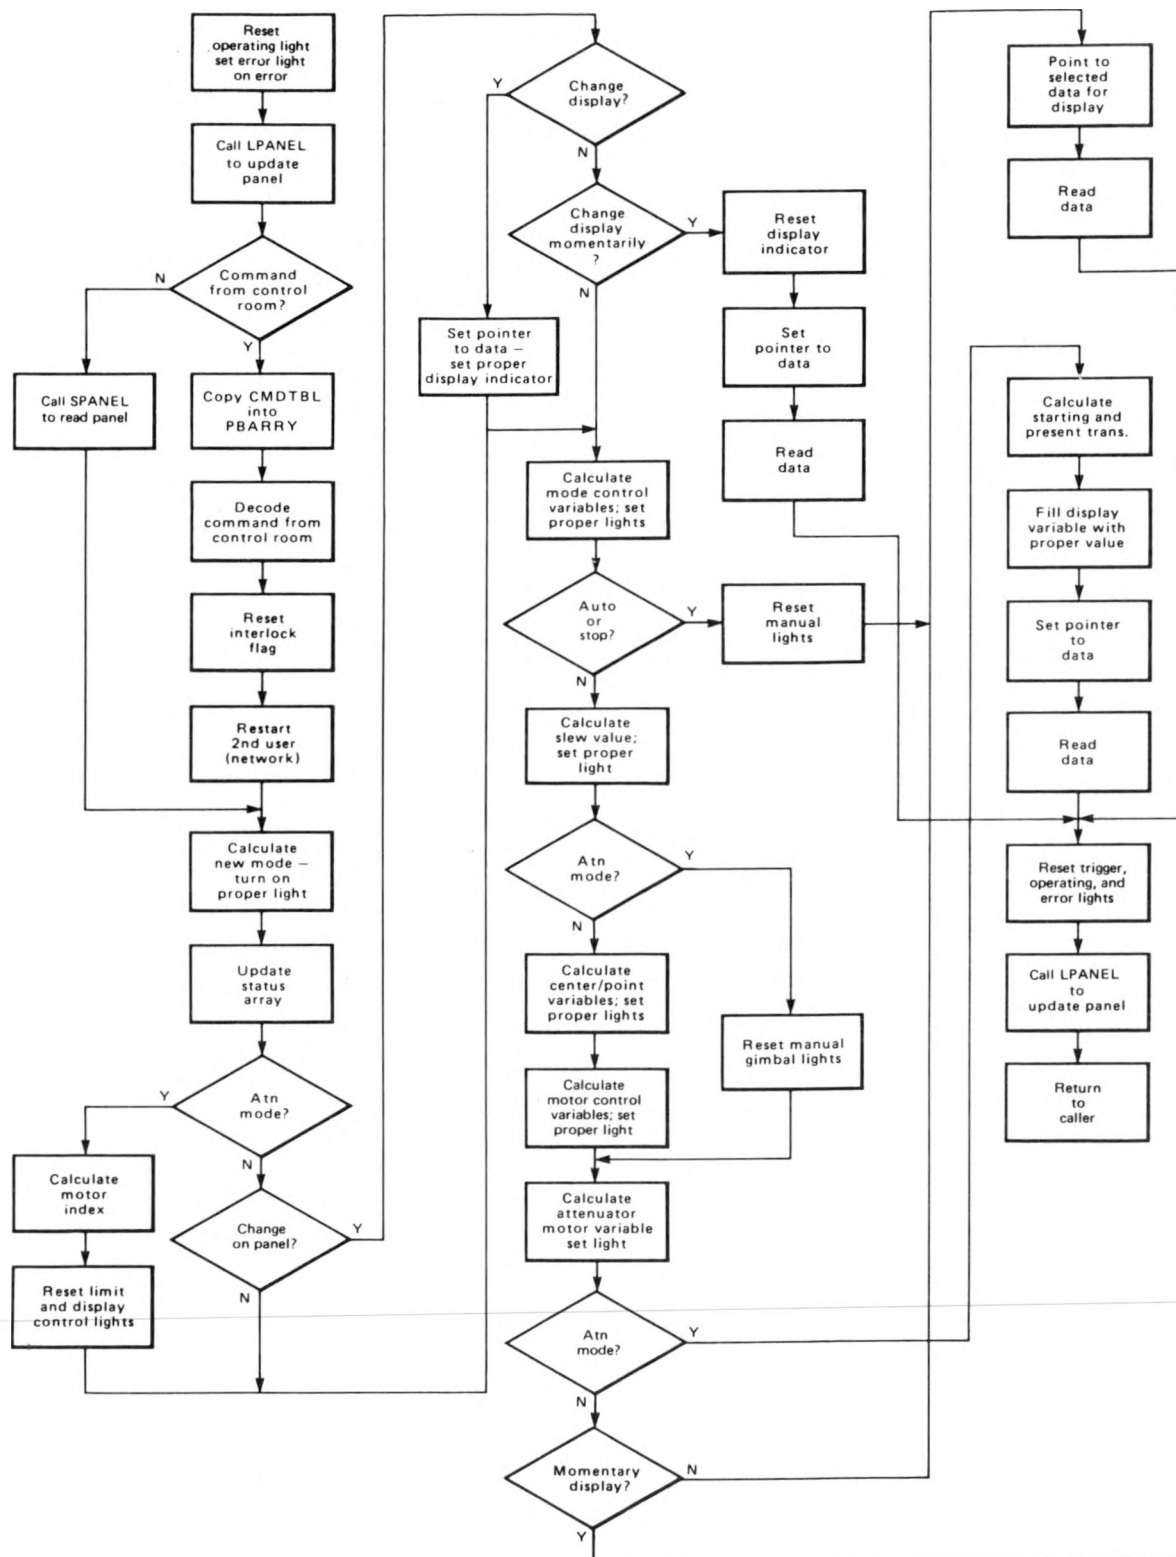 Reset
operating light
set error light
on error
Call LPANEL
to update
panel
N
Command
from control
room?
Y
Call SPANEL
to read panel
Copy CMDTBL
into
PBARRY
Decode
command from
control room
Reset
interlock
flag
Restart
2nd user
(network)
Calculate
new mode –
turn on
proper light
Update
status
array
Y
Atn
mode?
N
Calculate
motor
index
Change
on panel?
Y
N
Reset limit
and display
control lights
Y
Change
display?
N
Change
display
momentarily
?
Y
N
Reset
display
indicator
Set pointer
to data –
set proper
display indicator
Set
pointer to
data
Read
data
Calculate
mode control
variables; set
proper lights
Auto
or
stop?
Y
N
Reset
manual
lights
Calculate
slew value;
set proper
light
Atn
mode?
Y
N
Calculate
center/point
variables; set
proper lights
Reset manual
gimbal lights
Calculate
motor control
variables; set
proper light
Calculate
attenuator
motor variable
set light
Atn
mode?
Y
N
Momentary
display?
N
Y
Point to
selected
data for
display
Read
data
Calculate
starting and
present trans.
Fill display
variable with
proper value
Set pointer
to
data
Read
data
Reset trigger,
operating, and
error lights
Call LPANEL
to
update panel
Return
to
caller